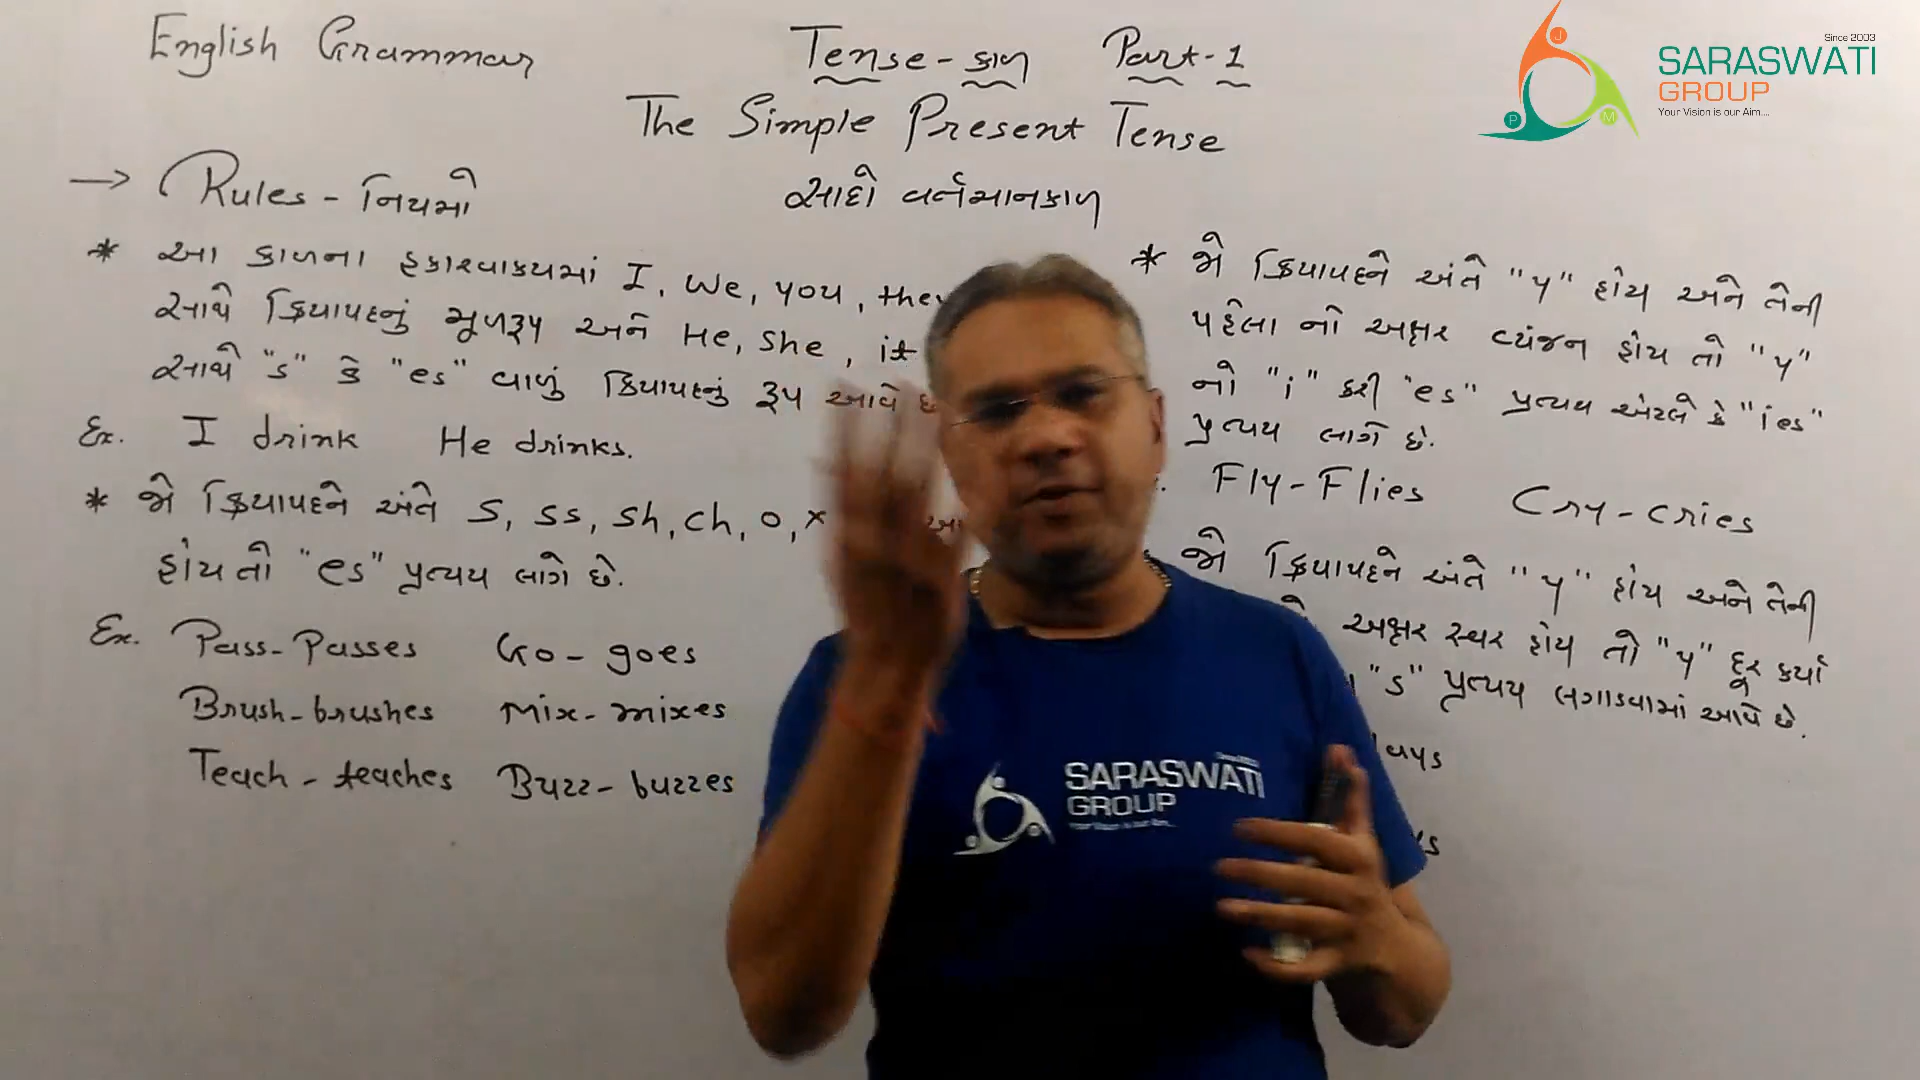 English Grammar
Tense - કાળ Part-1
The Simple Present Tense
સાદો વર્તમાનકાળ
Since 2003
SARASWATI
GROUP
Your Vision is our Aim....
J
P
M
→ Rules - નિયમો
* આ કાળના હકારવાક્યમાં I, We, you, they
સાથે ક્રિયાપદનું મૂળરૂપ અને He, She, it
સાથે "s" કે "es" વાળું ક્રિયાપદનું રૂપ આવે છે
Ex. I drink He drinks.
* જો ક્રિયાપદને અંતે S, SS, Sh, Ch, o, x
હોય તો "es" પ્રત્યય લાગે છે.
Ex. Pass-Passes Go - goes
Brush-brushes Mix-mixes
Teach - teaches Buzz - buzzes
* જો ક્રિયાપદને અંતે "y" હોય અને તેની
પહેલા નો અક્ષર વ્યંજન હોય તો "y"
નો "i" કરી "es" પ્રત્યય એટલે કે "ies"
પ્રત્યય લાગે છે.
Fly-Flies Cry-cries
જો ક્રિયાપદને અંતે "y" હોય અને તેની
અક્ષર સ્વર હોય તો "y" દૂર કર્યા
"s" પ્રત્યય લગાડવામાં આવે છે.
SARASWATI
GROUP